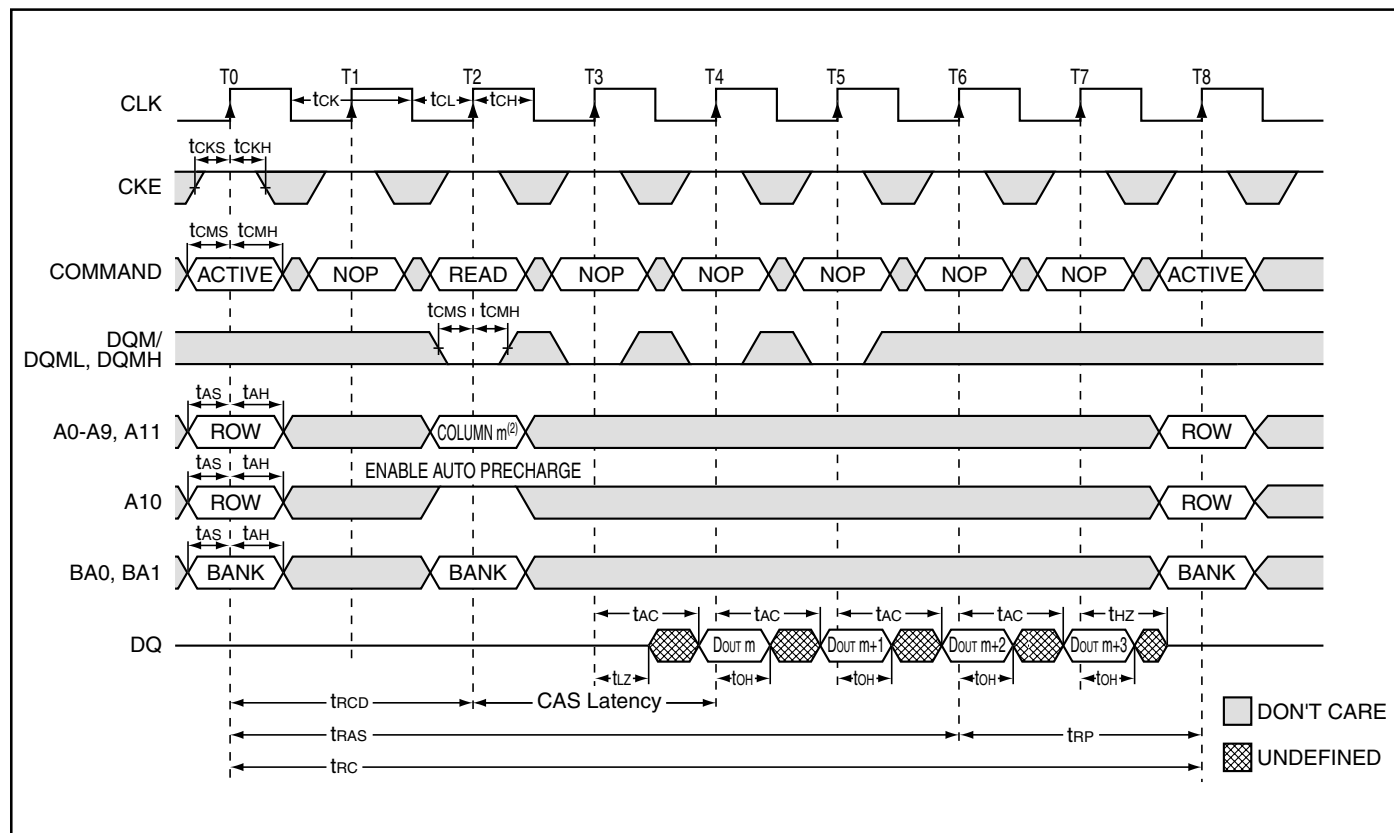 T0 T1 T2 T3 T4 T5 T6 T7 T8
CLK
tCK tCL tCH
tCKS tCKH
CKE
tCMS tCMH
COMMAND ACTIVE NOP READ NOP NOP NOP NOP NOP ACTIVE
tCMS tCMH
DQM/
DQML, DQMH
tAS tAH
A0-A9, A11 ROW COLUMN m(2) ROW
tAS tAH ENABLE AUTO PRECHARGE
A10 ROW ROW
tAS tAH
BA0, BA1 BANK BANK BANK
tAC tAC tAC tAC tHZ
DQ DOUT m DOUT m+1 DOUT m+2 DOUT m+3
tLZ tOH tOH tOH tOH
tRCD CAS Latency
tRAS tRP
tRC
DON'T CARE
UNDEFINED